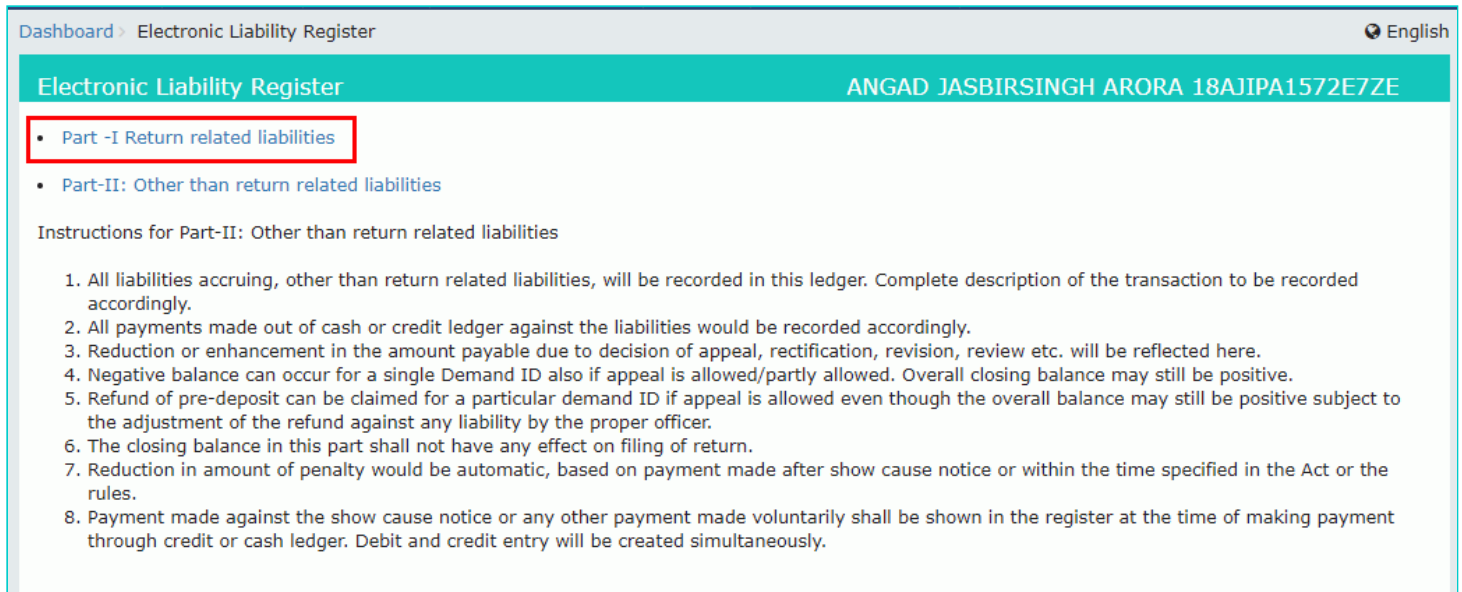 Dashboard > Electronic Liability Register English
Electronic Liability Register ANGAD JASBIRSINGH ARORA 18AJIPA1572E7ZE
• Part -I Return related liabilities
• Part-II: Other than return related liabilities
Instructions for Part-II: Other than return related liabilities
1. All liabilities accruing, other than return related liabilities, will be recorded in this ledger. Complete description of the transaction to be recorded
accordingly.
2. All payments made out of cash or credit ledger against the liabilities would be recorded accordingly.
3. Reduction or enhancement in the amount payable due to decision of appeal, rectification, revision, review etc. will be reflected here.
4. Negative balance can occur for a single Demand ID also if appeal is allowed/partly allowed. Overall closing balance may still be positive.
5. Refund of pre-deposit can be claimed for a particular demand ID if appeal is allowed even though the overall balance may still be positive subject to
the adjustment of the refund against any liability by the proper officer.
6. The closing balance in this part shall not have any effect on filing of return.
7. Reduction in amount of penalty would be automatic, based on payment made after show cause notice or within the time specified in the Act or the
rules.
8. Payment made against the show cause notice or any other payment made voluntarily shall be shown in the register at the time of making payment
through credit or cash ledger. Debit and credit entry will be created simultaneously.